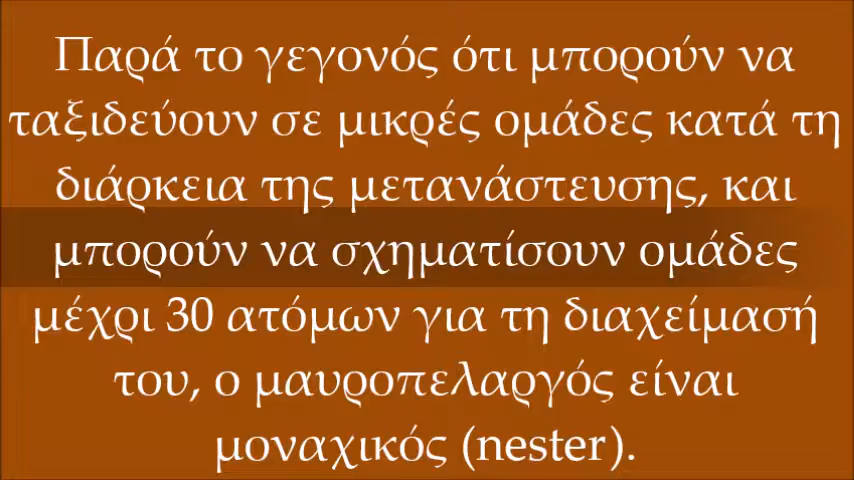 Παρά το γεγονός ότι μπορούν να
ταξιδεύουν σε μικρές ομάδες κατά τη
διάρκεια της μετανάστευσης, και
μπορούν να σχηματίσουν ομάδες
μέχρι 30 ατόμων για τη διαχείμασή
του, ο μαυροπελαργός είναι
μοναχικός (nester).